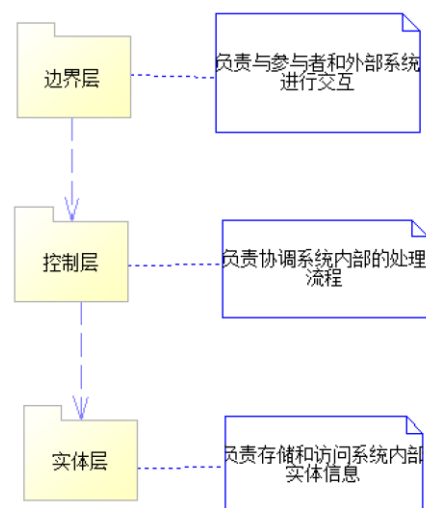 边界层
负责与参与者和外部系统
进行交互
控制层
负责协调系统内部的处理
流程
实体层
负责存储和访问系统内部
实体信息